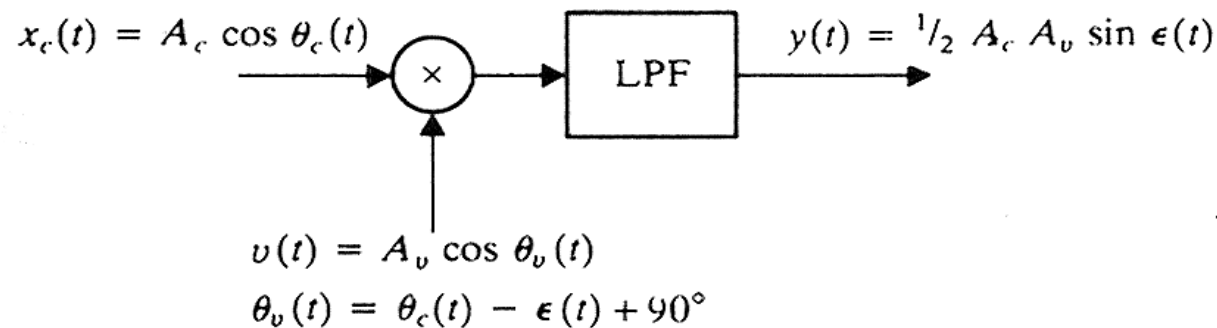 x_c(t) = A_c cos θ_c(t)
y(t) = 1/2 A_c A_v sin ϵ(t)
×
LPF
v(t) = A_v cos θ_v(t)
θ_v(t) = θ_c(t) − ϵ(t) + 90°